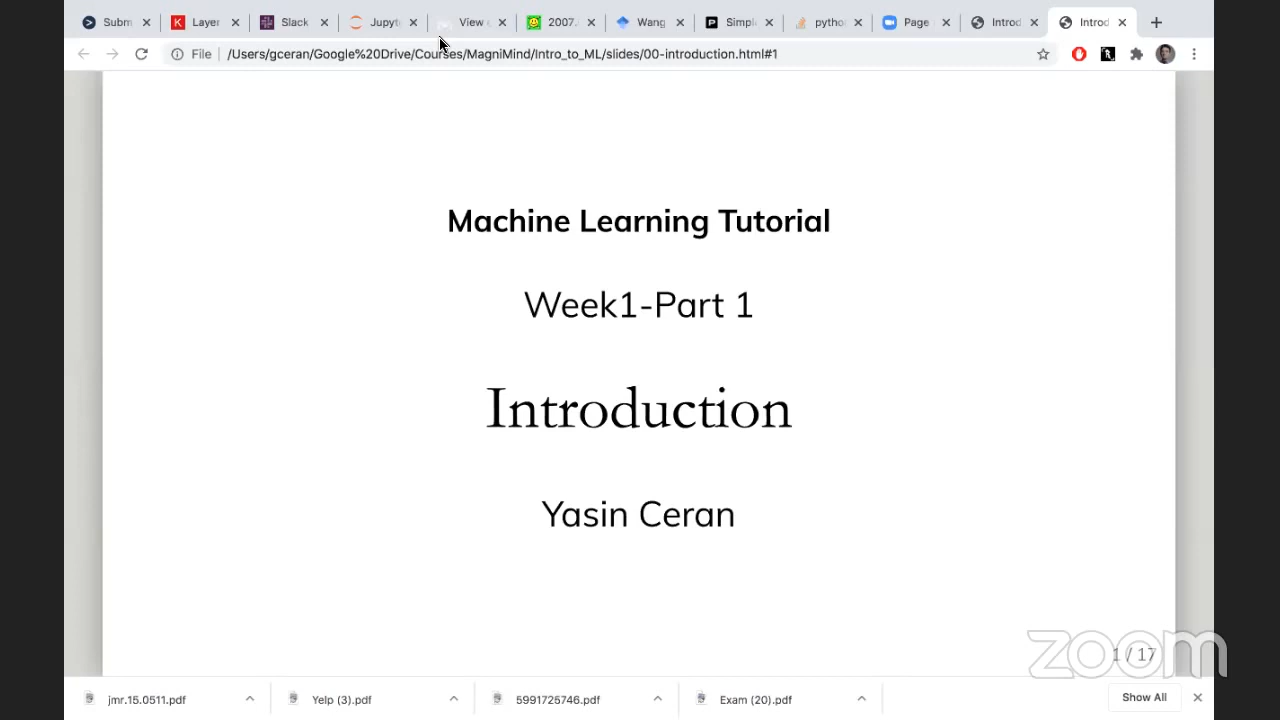 Subm
Layer
Slack
Jupyt
View
2007.
Wang
Simpl
pytho
Page
Introd
Introd
File
/Users/gceran/Google%20Drive/Courses/MagniMind/Intro_to_ML/slides/00-introduction.html#1
Machine Learning Tutorial
Week1-Part 1
Introduction
Yasin Ceran
1 / 17
zoom
jmr.15.0511.pdf
Yelp (3).pdf
5991725746.pdf
Exam (20).pdf
Show All